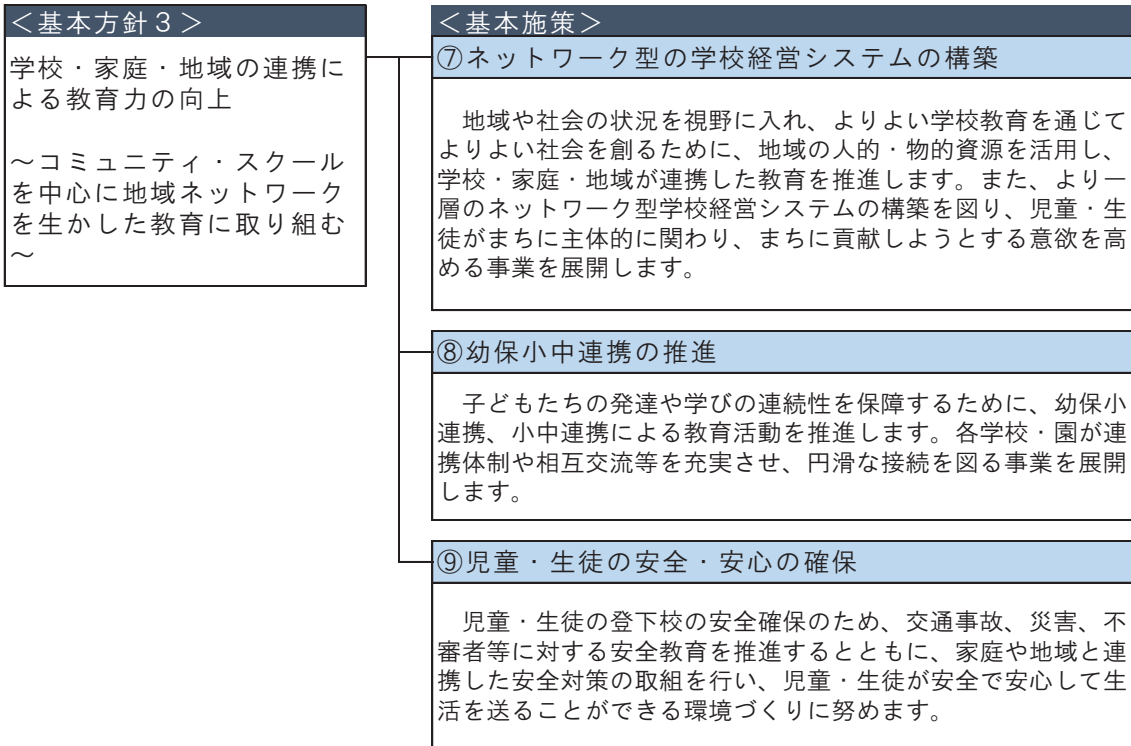 ＜基本方針３＞
学校・家庭・地域の連携に
よる教育力の向上
～コミュニティ・スクール
を中心に地域ネットワーク
を生かした教育に取り組む
～
＜基本施策＞
⑦ネットワーク型の学校経営システムの構築
　地域や社会の状況を視野に入れ、よりよい学校教育を通じて
よりよい社会を創るために、地域の人的・物的資源を活用し、
学校・家庭・地域が連携した教育を推進します。また、より一
層のネットワーク型学校経営システムの構築を図り、児童・生
徒がまちに主体的に関わり、まちに貢献しようとする意欲を高
める事業を展開します。
⑧幼保小中連携の推進
　子どもたちの発達や学びの連続性を保障するために、幼保小
連携、小中連携による教育活動を推進します。各学校・園が連
携体制や相互交流等を充実させ、円滑な接続を図る事業を展開
します。
⑨児童・生徒の安全・安心の確保
　児童・生徒の登下校の安全確保のため、交通事故、災害、不
審者等に対する安全教育を推進するとともに、家庭や地域と連
携した安全対策の取組を行い、児童・生徒が安全で安心して生
活を送ることができる環境づくりに努めます。